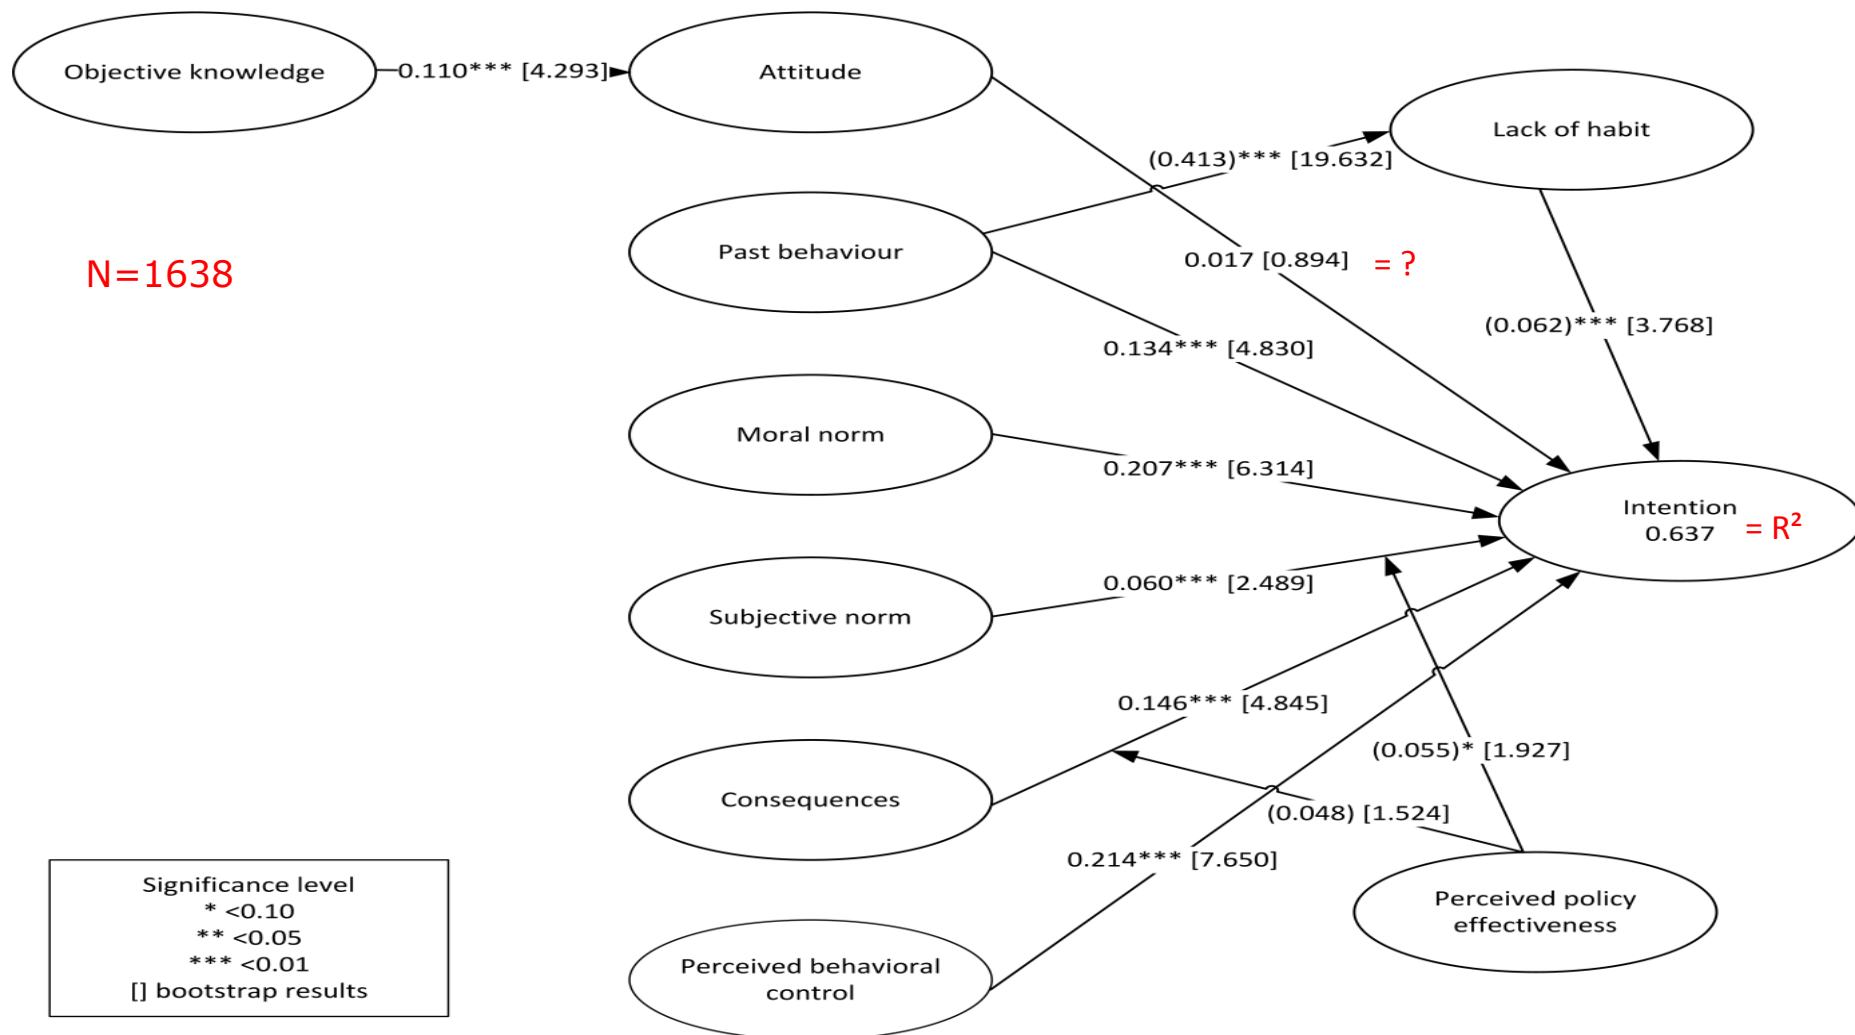 Objective knowledge
0.110*** [4.293]
Attitude
Lack of habit
(0.413)*** [19.632]
Past behaviour
N=1638
0.017 [0.894] = ?
(0.062)*** [3.768]
0.134*** [4.830]
Moral norm
0.207*** [6.314]
Intention
0.637 = R²
0.060*** [2.489]
Subjective norm
0.146*** [4.845]
(0.055)* [1.927]
Consequences
(0.048) [1.524]
0.214*** [7.650]
Perceived policy
effectiveness
Perceived behavioral
control
Significance level
* <0.10
** <0.05
*** <0.01
[] bootstrap results